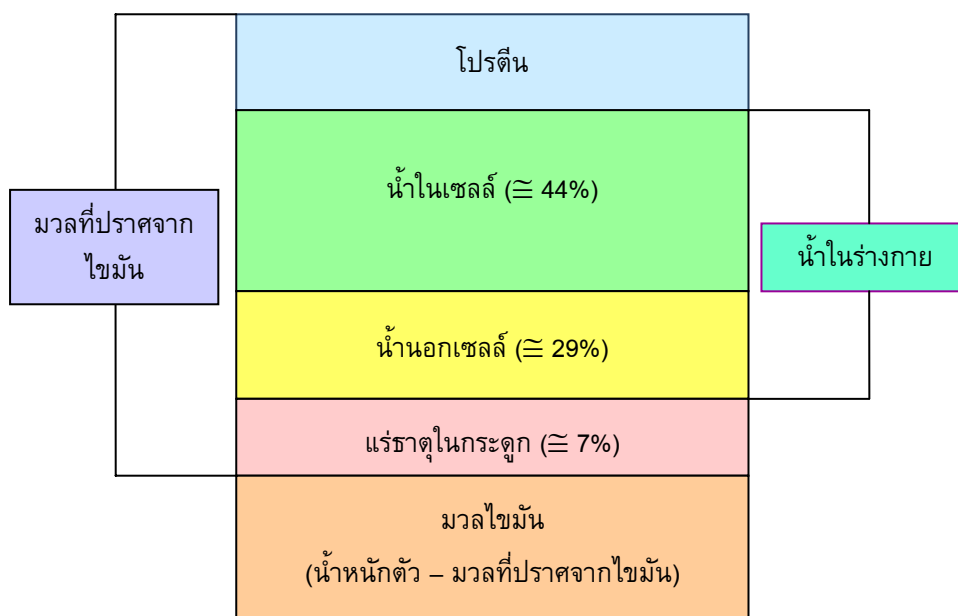 โปรตีน
น้ำในเซลล์ (≅ 44%)
มวลที่ปราศจาก
ไขมัน
น้ำในร่างกาย
น้ำนอกเซลล์ (≅ 29%)
แร่ธาตุในกระดูก (≅ 7%)
มวลไขมัน
(น้ำหนักตัว – มวลที่ปราศจากไขมัน)